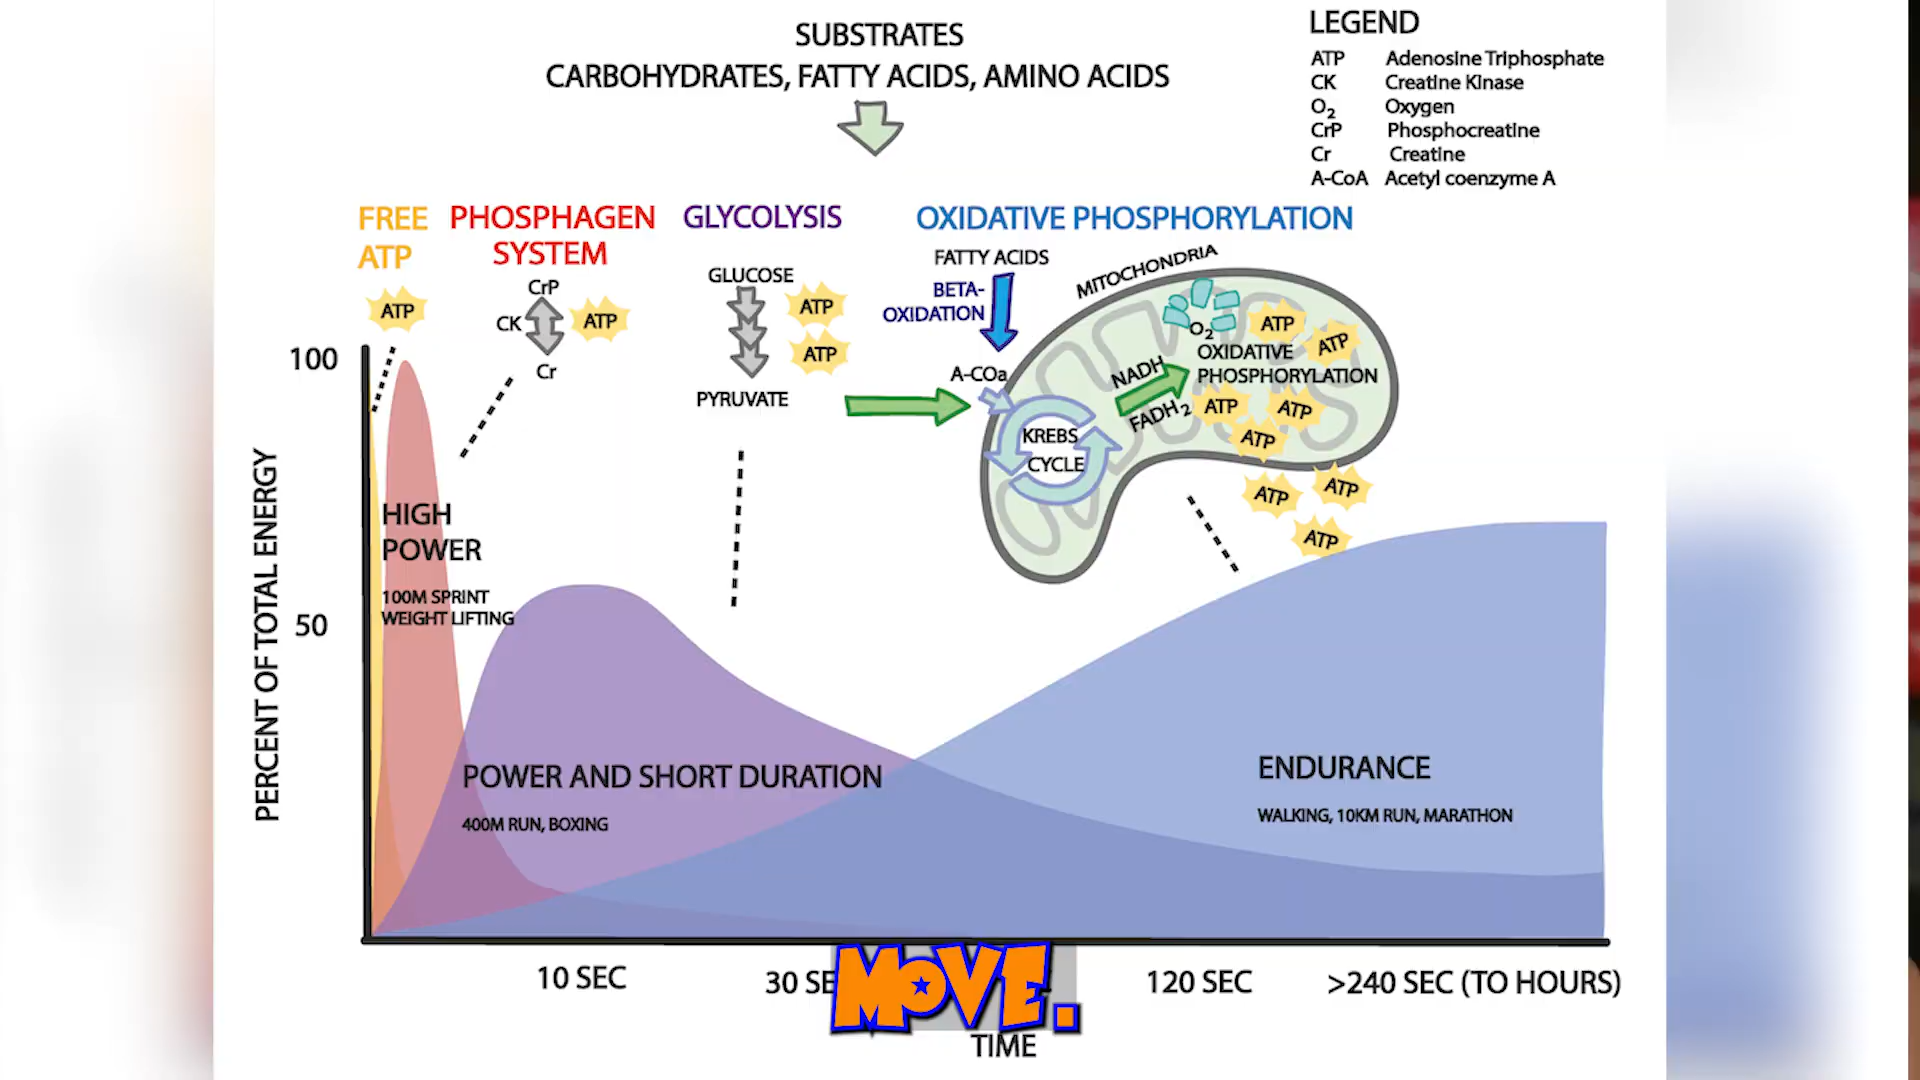 SUBSTRATES
CARBOHYDRATES, FATTY ACIDS, AMINO ACIDS
LEGEND
ATP Adenosine Triphosphate
CK Creatine Kinase
O2 Oxygen
CrP Phosphocreatine
Cr Creatine
A-CoA Acetyl coenzyme A
FREE
ATP
ATP
PHOSPHAGEN
SYSTEM
CrP
CK
ATP
Cr
GLYCOLYSIS
GLUCOSE
ATP
ATP
PYRUVATE
OXIDATIVE PHOSPHORYLATION
FATTY ACIDS
BETA-
OXIDATION
A-COa
MITOCHONDRIA
KREBS
CYCLE
NADH
FADH2
O2
OXIDATIVE
PHOSPHORYLATION
ATP
ATP
ATP
ATP
ATP
ATP
ATP
ATP
PERCENT OF TOTAL ENERGY
100
50
HIGH
POWER
100M SPRINT
WEIGHT LIFTING
POWER AND SHORT DURATION
400M RUN, BOXING
ENDURANCE
WALKING, 10KM RUN, MARATHON
10 SEC
30 SE
MOVE.
120 SEC
>240 SEC (TO HOURS)
TIME